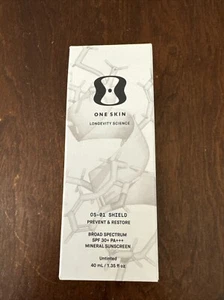 ONE SKIN
LONGEVITY SCIENCE
OS-01 SHIELD
PREVENT & RESTORE
BROAD SPECTRUM
SPF 30+ PA+++
MINERAL SUNSCREEN
Untinted
40 mL / 1.35 fl oz